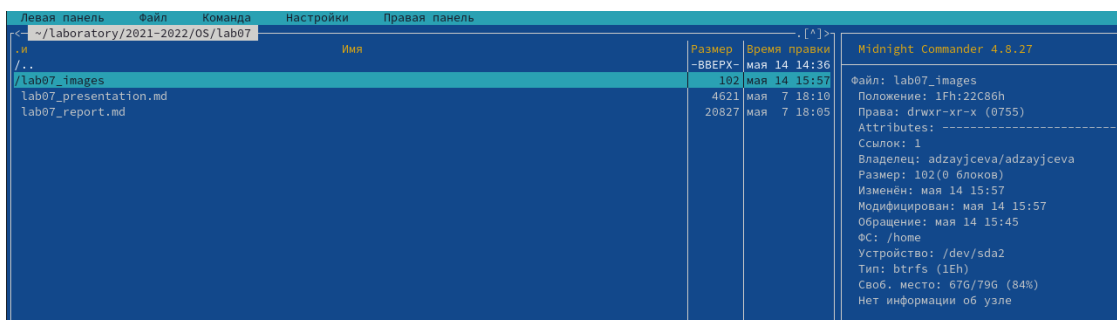 Левая панель Файл Команда Настройки Правая панель
<─ ~/laboratory/2021-2022/OS/lab07 .[^]>
.и Имя Размер Время правки
/.. -ВВЕРХ- мая 14 14:36
/lab07_images 102 мая 14 15:57
lab07_presentation.md 4621 мая 7 18:10
lab07_report.md 20827 мая 7 18:05
Midnight Commander 4.8.27
Файл: lab07_images
Положение: 1Fh:22C86h
Права: drwxr-xr-x (0755)
Attributes: ------------------------
Ссылок: 1
Владелец: adzayjceva/adzayjceva
Размер: 102(0 блоков)
Изменён: мая 14 15:57
Модифицирован: мая 14 15:57
Обращение: мая 14 15:45
ФС: /home
Устройство: /dev/sda2
Тип: btrfs (1Eh)
Своб. место: 67G/79G (84%)
Нет информации об узле